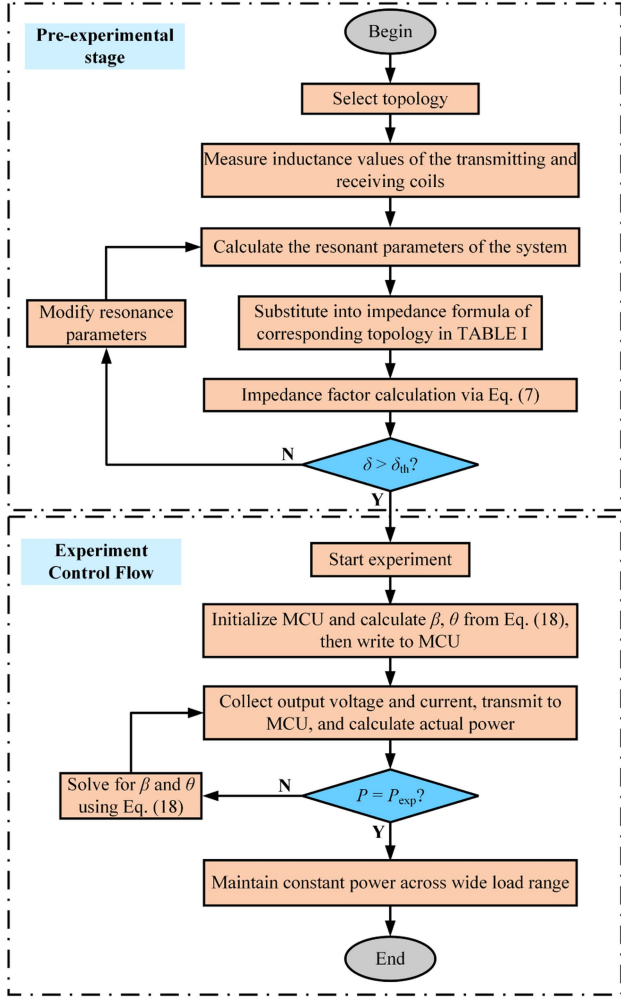 Begin
Pre-experimental
stage
Select topology
Measure inductance values of the transmitting and
receiving coils
Calculate the resonant parameters of the system
Modify resonance
parameters
Substitute into impedance formula of
corresponding topology in TABLE I
Impedance factor calculation via Eq. (7)
N
δ > δth?
Y
Experiment
Control Flow
Start experiment
Initialize MCU and calculate β, θ from Eq. (18),
then write to MCU
Collect output voltage and current, transmit to
MCU, and calculate actual power
Solve for β and θ
using Eq. (18)
N
P = Pexp?
Y
Maintain constant power across wide load range
End